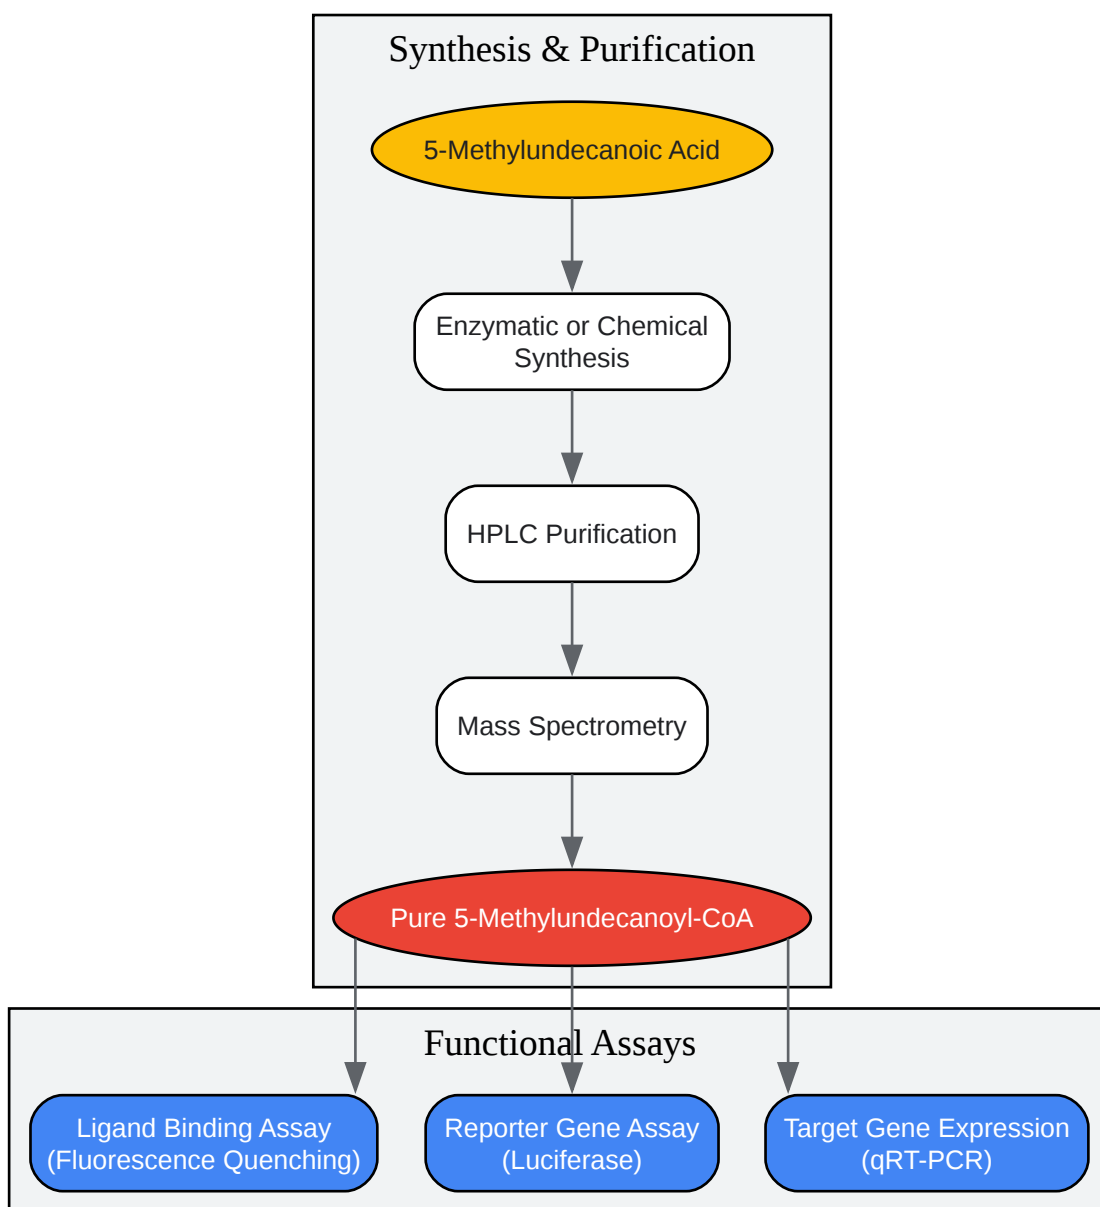 Synthesis & Purification
5-Methylundecanoic Acid
Enzymatic or Chemical
Synthesis
HPLC Purification
Mass Spectrometry
Pure 5-Methylundecanoyl-CoA
Functional Assays
Ligand Binding Assay
(Fluorescence Quenching)
Reporter Gene Assay
(Luciferase)
Target Gene Expression
(qRT-PCR)